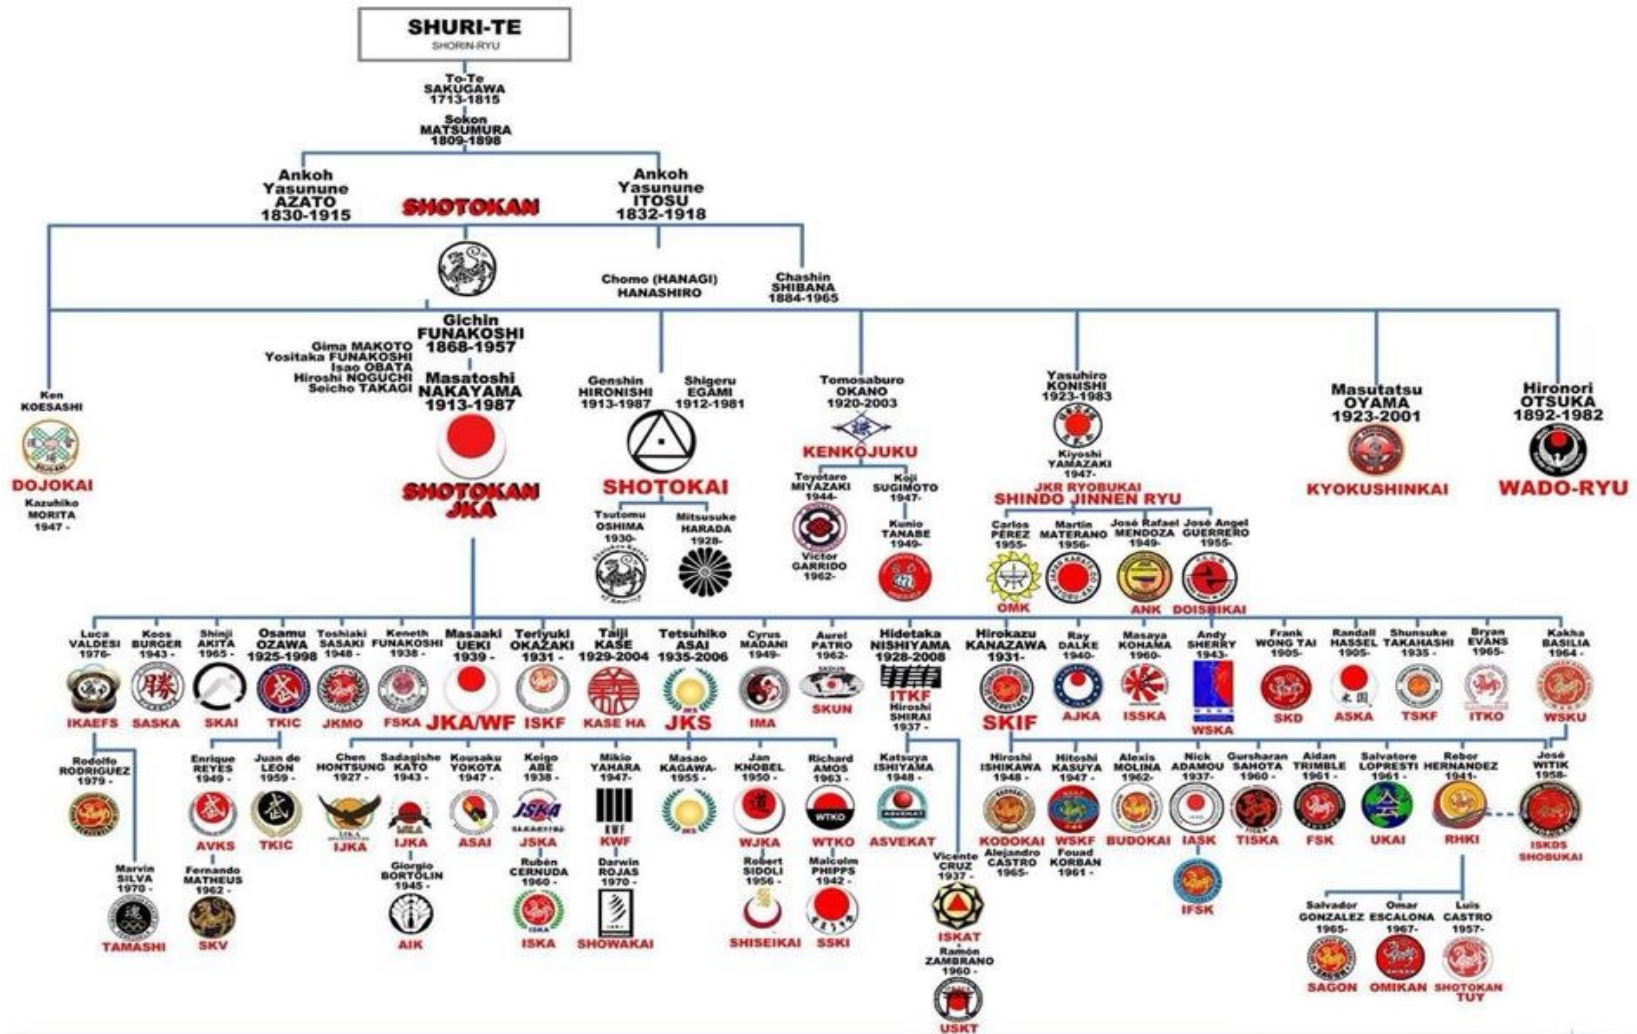 SHURI-TE
SHORIN-RYU
To-Te
SAKUGAWA
1713-1815
Sokon
MATSUMURA
1809-1898
Ankoh
Yasunune
AZATO
1830-1915
SHOTOKAN
Ankoh
Yasunune
ITOSU
1832-1918
Chomo (HANAGI)
HANASHIRO
Chashin
SHIBANA
1884-1965
Gichin
FUNAKOSHI
1868-1957
Gima MAKOTO
Yositaka FUNAKOSHI
Isao OBATA
Hiroshi NOGUCHI
Seicho TAKAGI
Masatoshi
NAKAYAMA
1913-1987
SHOTOKAN
JKA
Ken
KOESASHI
DOJOKAI
Kazuhiko
MORITA
1947 -
Genshin
HIRONISHI
1913-1987
Shigeru
EGAMI
1912-1981
SHOTOKAI
Tsutomu
OSHIMA
1930-
Mitsusuke
HARADA
1928-
Tomosaburo
OKANO
1920-2003
KENKOJUKU
Toyotaro
MIYAZAKI
1944-
Victor
GARRIDO
1962-
Koji
SUGIMOTO
1947-
Kunio
TANABE
1949-
Yasuhiro
KONISHI
1923-1983
Kiyoshi
YAMAZAKI
1947-
JKR RYOBUKAI
SHINDO JINNEN RYU
Carlos
PÉREZ
1955-
OMK
Martin
MATERANO
1956-
José Rafael
MENDOZA
1949-
ANK
José Angel
GUERRERO
1955-
DOISHIKAI
Masutatsu
OYAMA
1923-2001
KYOKUSHINKAI
Hironori
OTSUKA
1892-1982
WADO-RYU
Luca
VALDESI
1976-
IKAEFS
Koos
BURGER
1943 -
勝
SASKA
Shinji
AKITA
1965 -
SKAI
Osamu
OZAWA
1925-1998
武
TKIC
Toshiaki
SASAKI
1948 -
JKMO
Keneth
FUNAKOSHI
1938 -
FSKA
Masaaki
UEKI
1939 -
JKA/WF
Teriyuki
OKAZAKI
1931 -
ISKF
Taiji
KASE
1929-2004
KASE HA
Tetsuhiko
ASAI
1935-2006
JKS
JKS
Cyrus
MADANI
1949-
IMA
Aurel
PATRO
1962-
SKUN
Hidetaka
NISHIYAMA
1928-2008
ITKF
Hiroshi
SHIRAI
1937 -
Hirokazu
KANAZAWA
1931-
SKIF
Ray
DALKE
1940-
AJKA
Masaya
KOHAMA
1960-
ISSKA
Andy
SHERRY
1943-
WSKA
Frank
WONG TAI
1905-
SKD
Randall
HASSEL
1905-
米国
ASKA
Shunsuke
TAKAHASHI
1935 -
TSKF
Bryan
EVANS
1965-
ITKO
Kakha
BASILIA
1964 -
WSKU
Rodolfo
RODRIGUEZ
1979 -
Marvin
SILVA
1970 -
TAMASHI
Enrique
REYES
1949 -
武
AVKS
Fernando
MATHEUS
1962 -
SKV
Juan de
LEON
1959 -
武
TKIC
Chen
HONTSUNG
1927 -
IJKA
Sadagishe
KATO
1943 -
IJKA
Giorgio
BORTOLIN
1945 -
AIK
Kousaku
YOKOTA
1947 -
ASAI
Keigo
ABE
1938 -
JSKA
JSKA
Rubén
CERNUDA
1960 -
ISKA
Mikio
YAHARA
1947-
KWF
KWF
Darwin
ROJAS
1970 -
SHOWAKAI
Masao
KAGAWA-
1955 -
JKS
Jan
KNOBEL
1950 -
道
WJKA
Robert
SIDOLI
1956 -
SHISEIKAI
Richard
AMOS
1963 -
WTKO
WTKO
Malcolm
PHIPPS
1942 -
SSKI
Katsuya
ISHIYAMA
1948 -
ASVEKAT
ASVEKAT
Vicente
CRUZ
1937 -
ISKAT
Ramón
ZAMBRANO
1960 -
USKT
Hiroshi
ISHIKAWA
1948 -
KODOKAI
Alejandro
CASTRO
1965-
Hitoshi
KASUYA
1947 -
WSKF
Fouad
KORBAN
1961 -
Alexis
MOLINA
1962-
BUDOKAI
Nick
ADAMOU
1937-
IASK
IFSK
Gursharan
SAHOTA
1960 -
TISKA
Aidan
TRIMBLE
1961 -
FSK
Salvatore
LOPRESTI
1961 -
UKAI
Rebor
HERNANDEZ
1941-
RHKI
José
WITIK
1958-
ISKDS
SHOBUKAI
Salvador
GONZALEZ
1965-
SAGON
Omar
ESCALONA
1967-
OMIKAN
Luis
CASTRO
1957-
SHOTOKAN
TUY